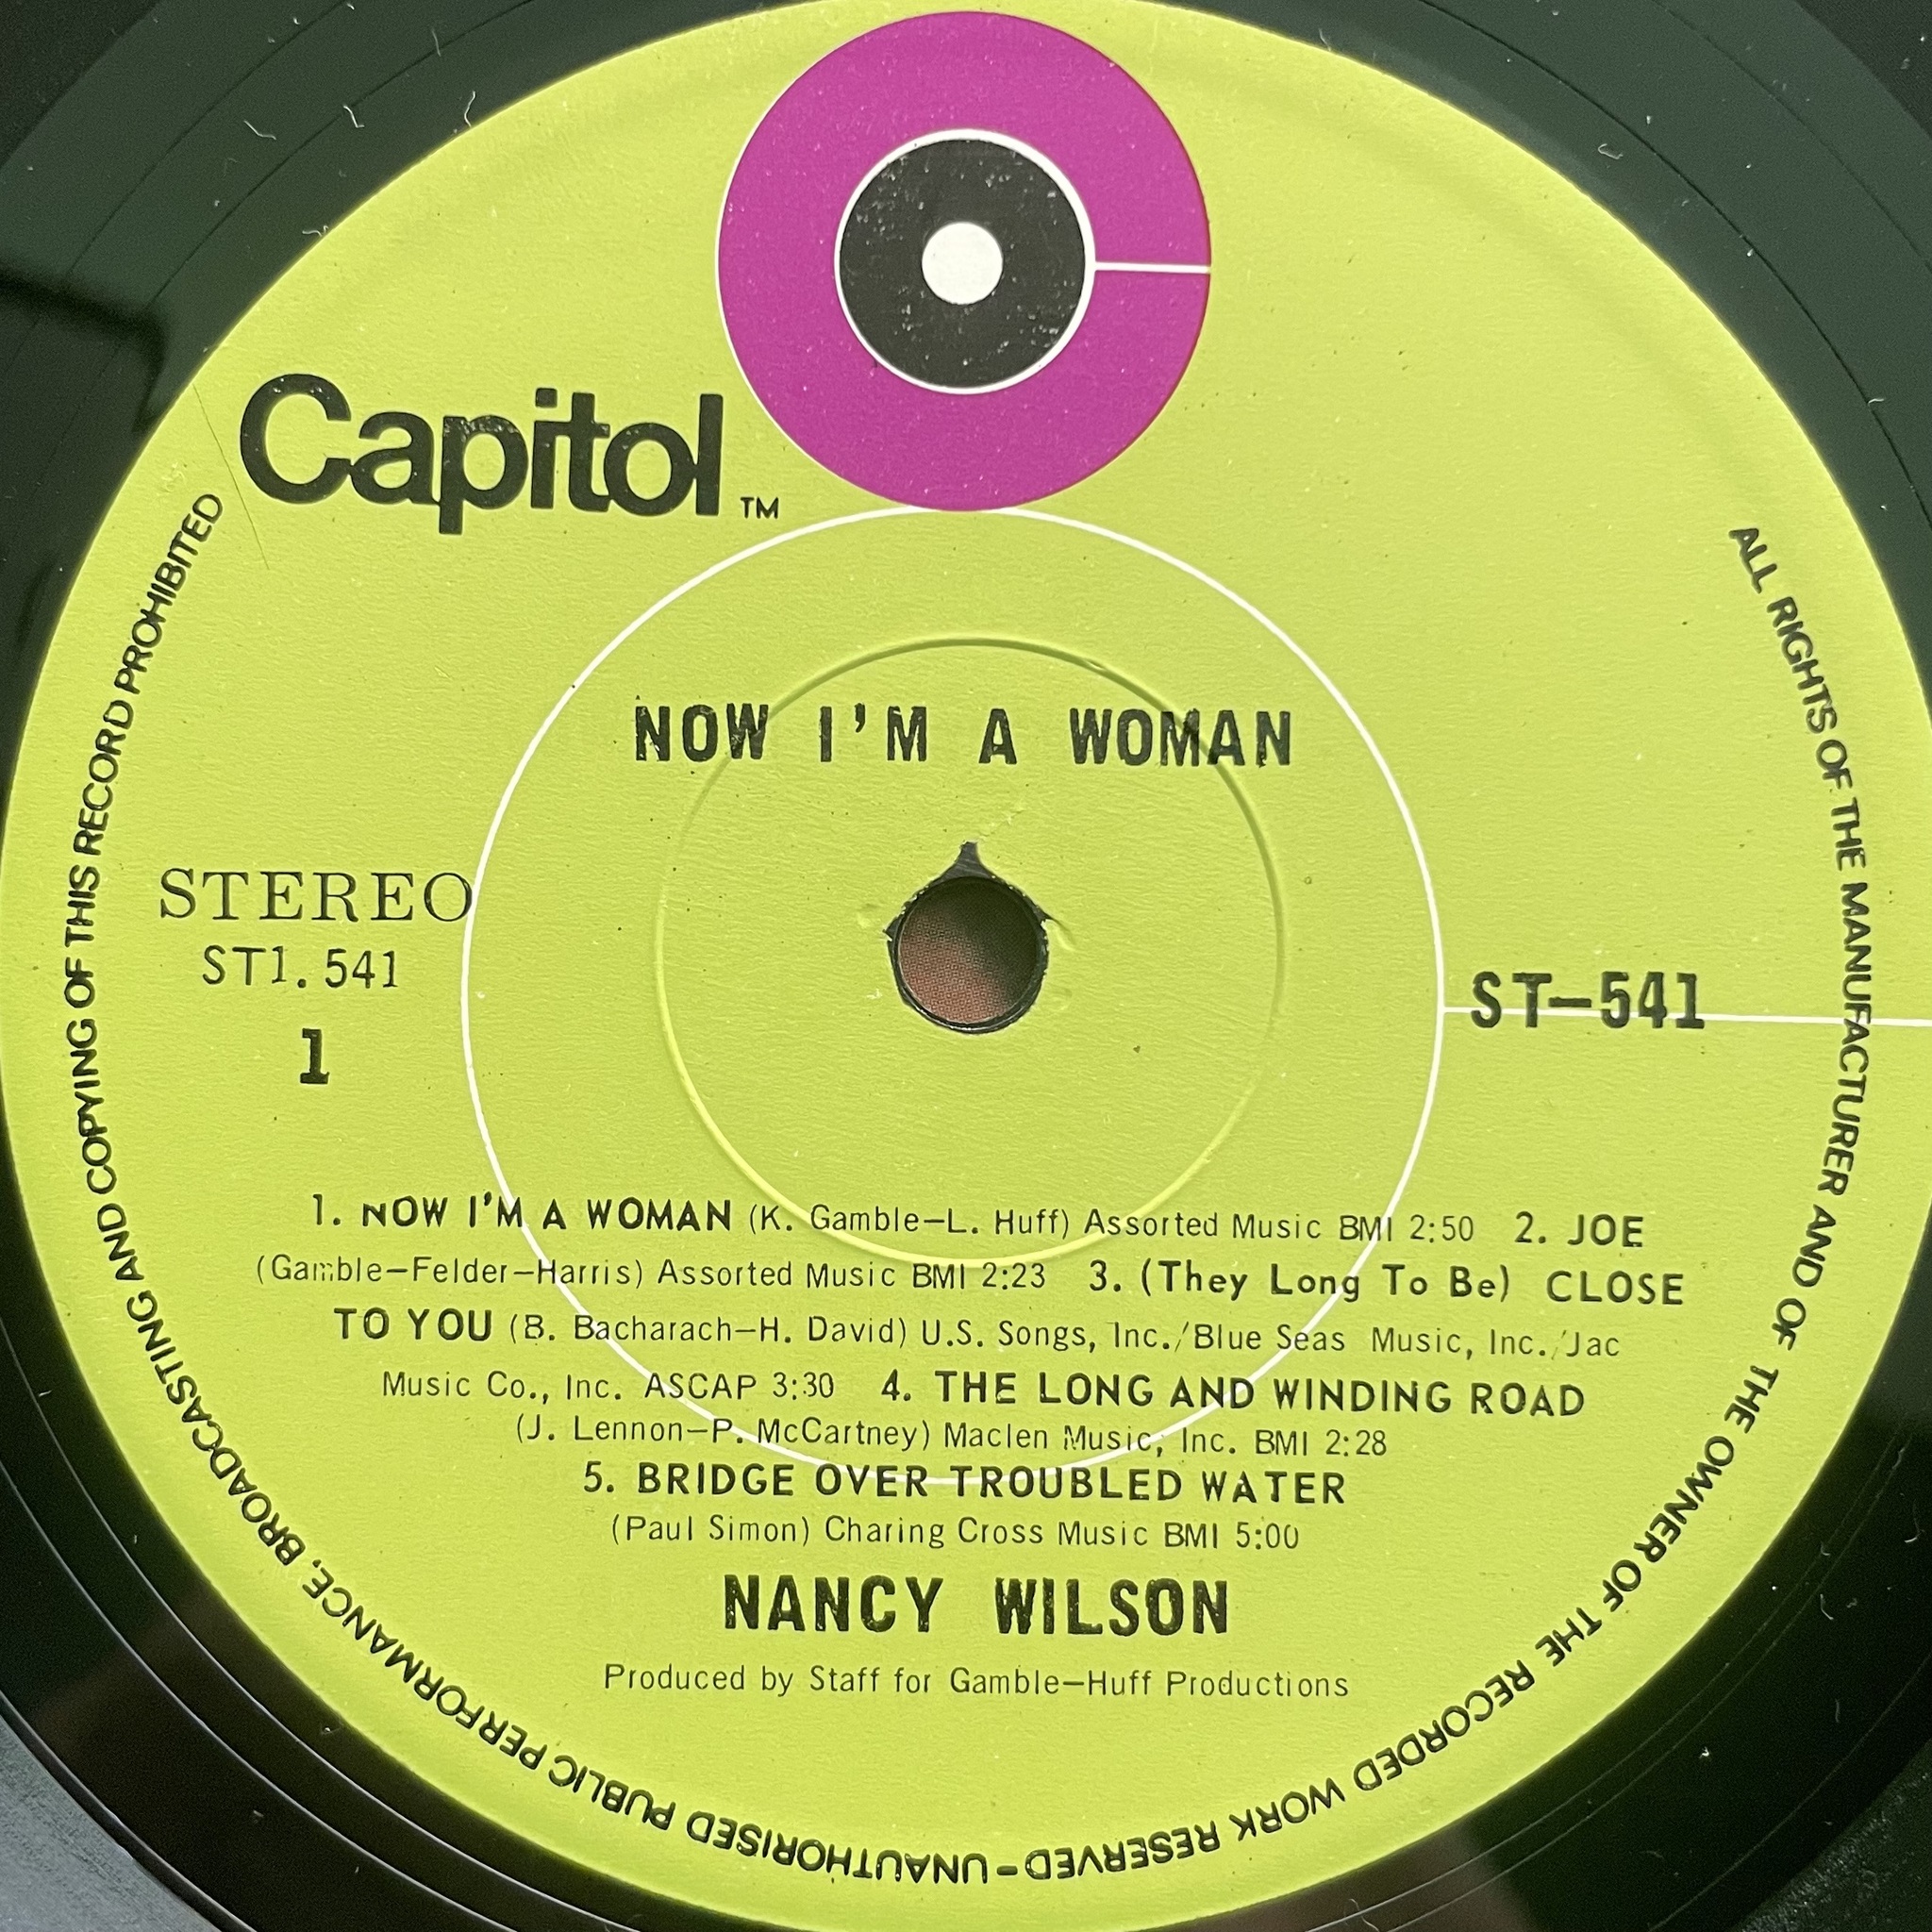 Capitol ™
NOW I'M A WOMAN
STEREO
ST1.541
1
ST-541
1. NOW I'M A WOMAN (K. Gamble-L. Huff) Assorted Music BMI 2:50 2. JOE
(Gamble-Felder-Harris) Assorted Music BMI 2:23 3. (They Long To Be) CLOSE
TO YOU (B. Bacharach-H. David) U.S. Songs, Inc./Blue Seas Music, Inc./Jac
Music Co., Inc. ASCAP 3:30 4. THE LONG AND WINDING ROAD
(J. Lennon-P. McCartney) Maclen Music, Inc. BMI 2:28
5. BRIDGE OVER TROUBLED WATER
(Paul Simon) Charing Cross Music BMI 5:00
NANCY WILSON
Produced by Staff for Gamble-Huff Productions
ALL RIGHTS OF THE MANUFACTURER AND OF THE OWNER OF THE RECORDED WORK RESERVED-UNAUTHORISED PUBLIC PERFORMANCE, BROADCASTING AND COPYING OF THIS RECORD PROHIBITED